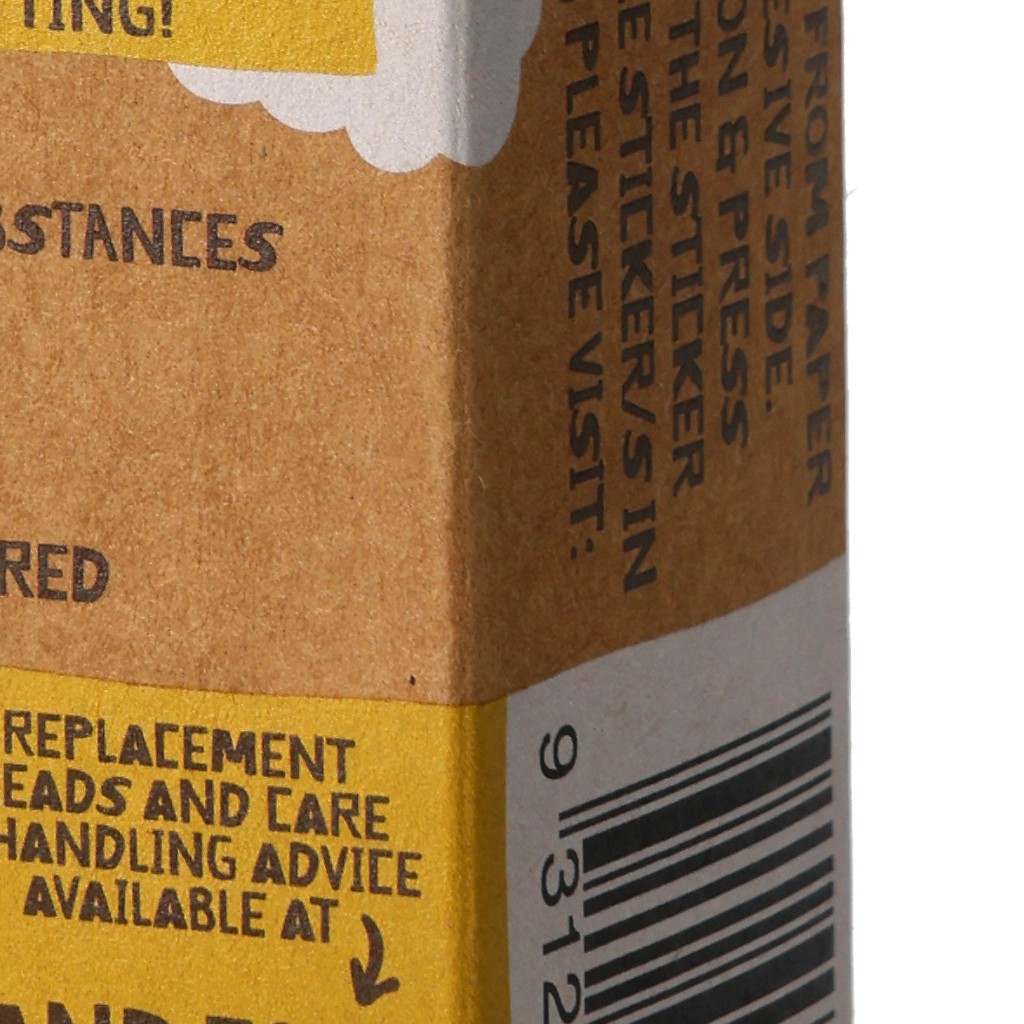 TING!
STANCES
RED
REPLACEMENT
EADS AND CARE
HANDLING ADVICE
AVAILABLE AT
FROM PAPER
ESIVE SIDE.
ON & PRESS
THE STICKER
E STICKER/S IN
PLEASE VISIT:
9 312